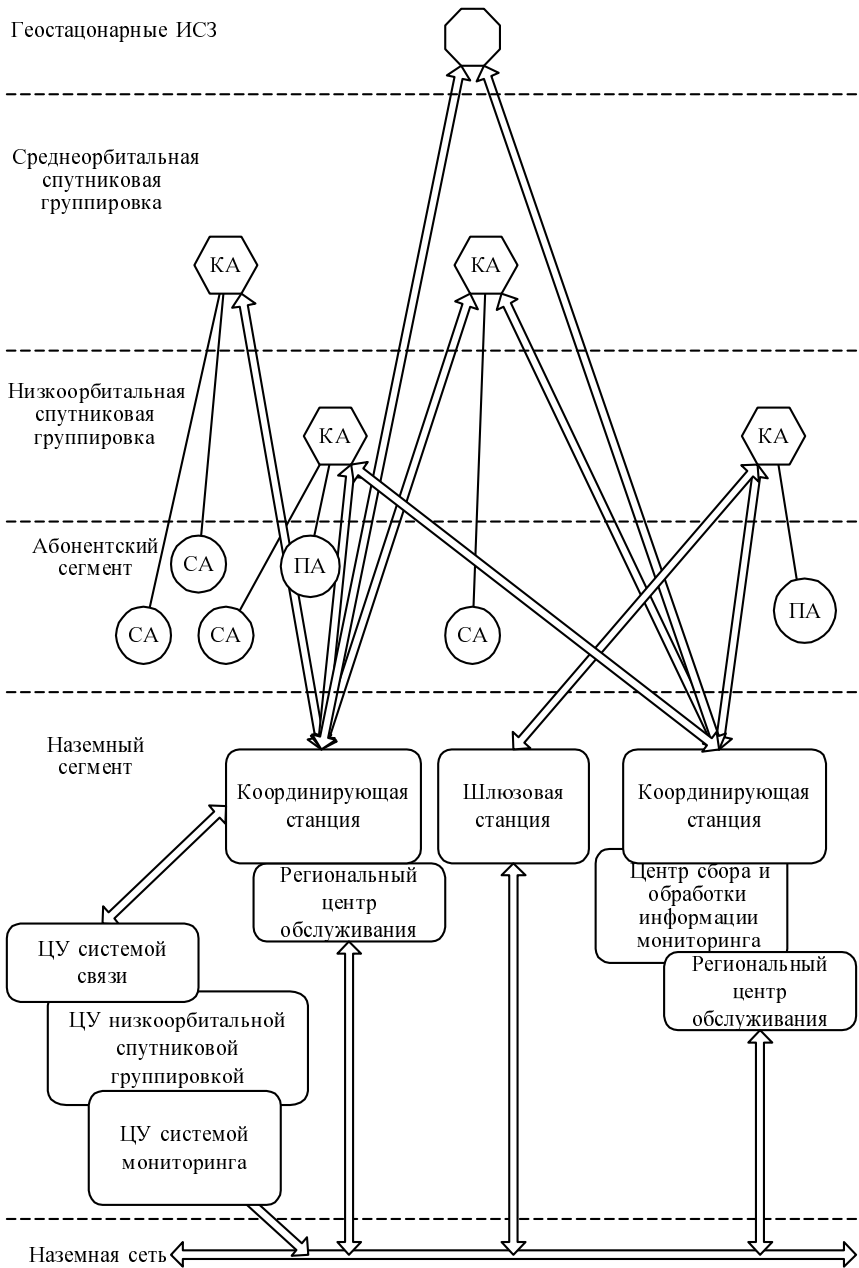 Геостацонарные ИСЗ
Среднеорбитальная
спутниковая
группировка
КА
КА
Низкоорбитальная
спутниковая
группировка
КА
КА
Абонентский
сегмент
СА
ПА
СА
СА
СА
ПА
Наземный
сегмент
Координирующая
станция
Шлюзовая
станция
Координирующая
станция
Региональный
центр
обслуживания
Центр сбора и
обработки
информации
мониторинга
ЦУ системой
связи
Региональный
центр
обслуживания
ЦУ низкоорбитальной
спутниковой
группировкой
ЦУ системой
мониторинга
Наземная сеть